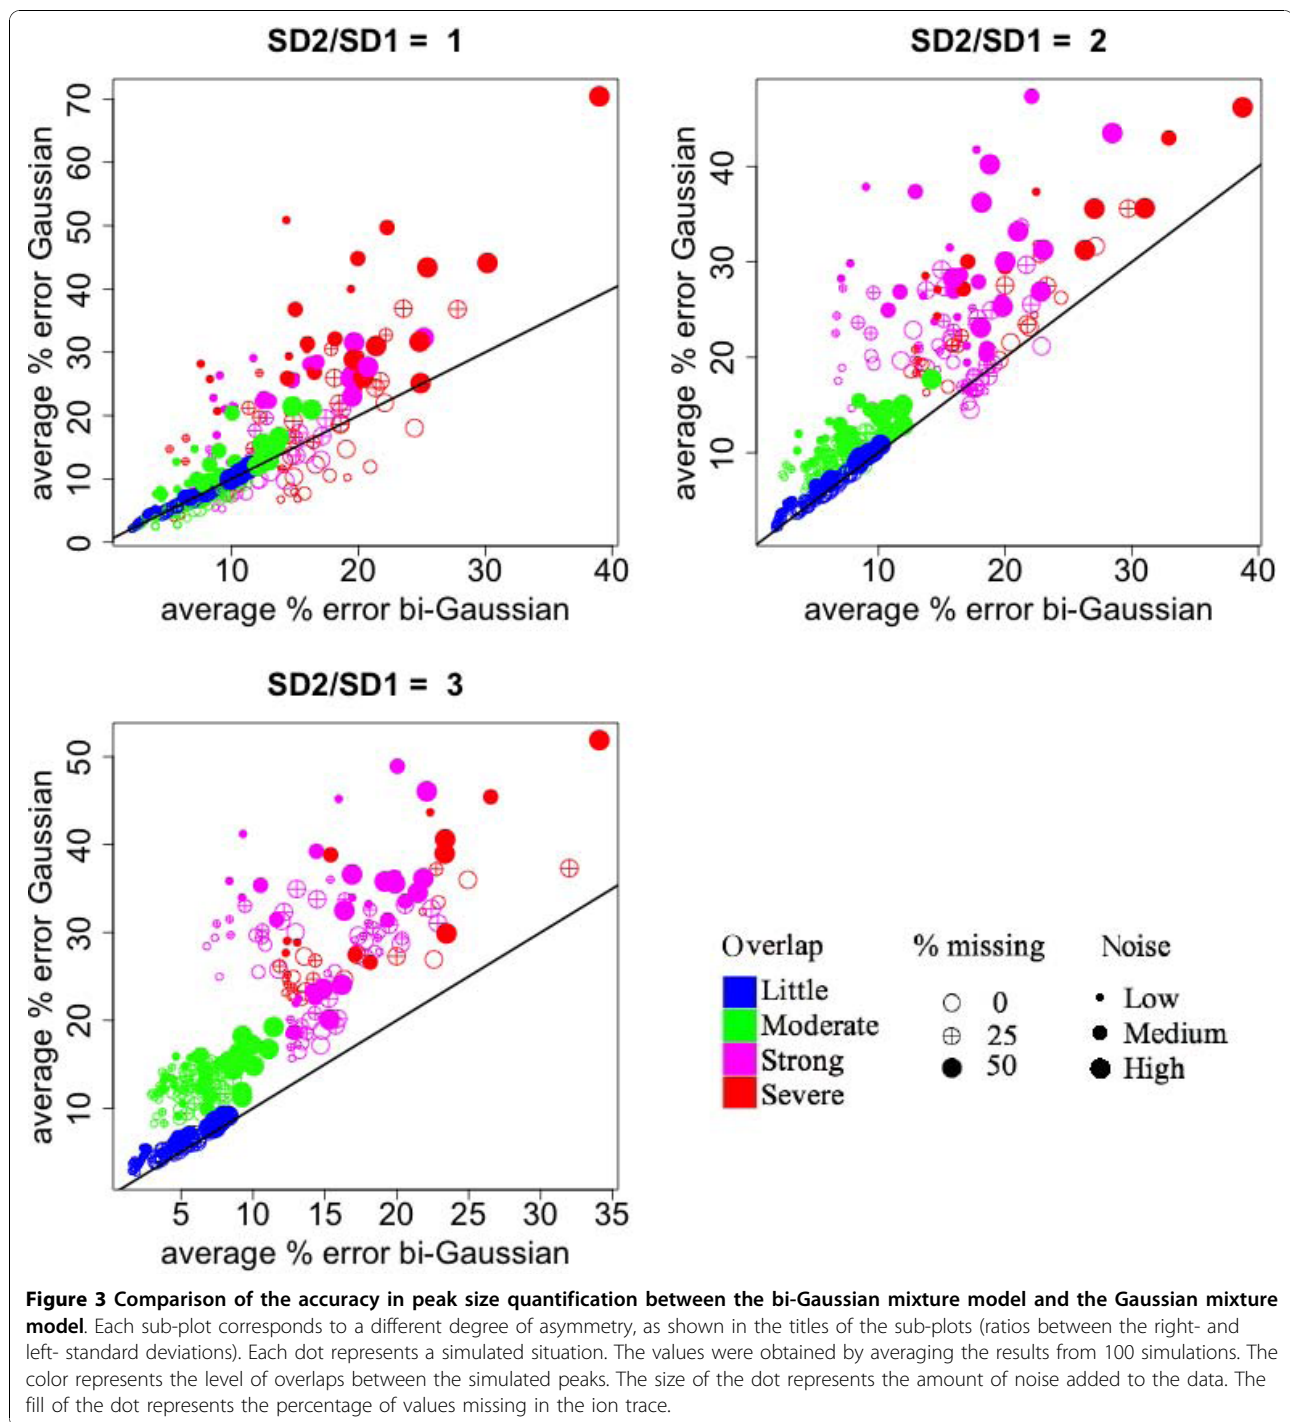 SD2/SD1 = 1
70
60
50
40
30
20
10
0
average % error Gaussian
10 20 30 40
average % error bi-Gaussian
SD2/SD1 = 2
40
30
20
10
average % error Gaussian
10 20 30 40
average % error bi-Gaussian
SD2/SD1 = 3
50
40
30
20
10
average % error Gaussian
5 10 15 20 25 30 35
average % error bi-Gaussian
Overlap
Little
Moderate
Strong
Severe
% missing
0
25
50
Noise
Low
Medium
High
Figure 3 Comparison of the accuracy in peak size quantification between the bi-Gaussian mixture model and the Gaussian mixture
model. Each sub-plot corresponds to a different degree of asymmetry, as shown in the titles of the sub-plots (ratios between the right- and
left- standard deviations). Each dot represents a simulated situation. The values were obtained by averaging the results from 100 simulations. The
color represents the level of overlaps between the simulated peaks. The size of the dot represents the amount of noise added to the data. The
fill of the dot represents the percentage of values missing in the ion trace.